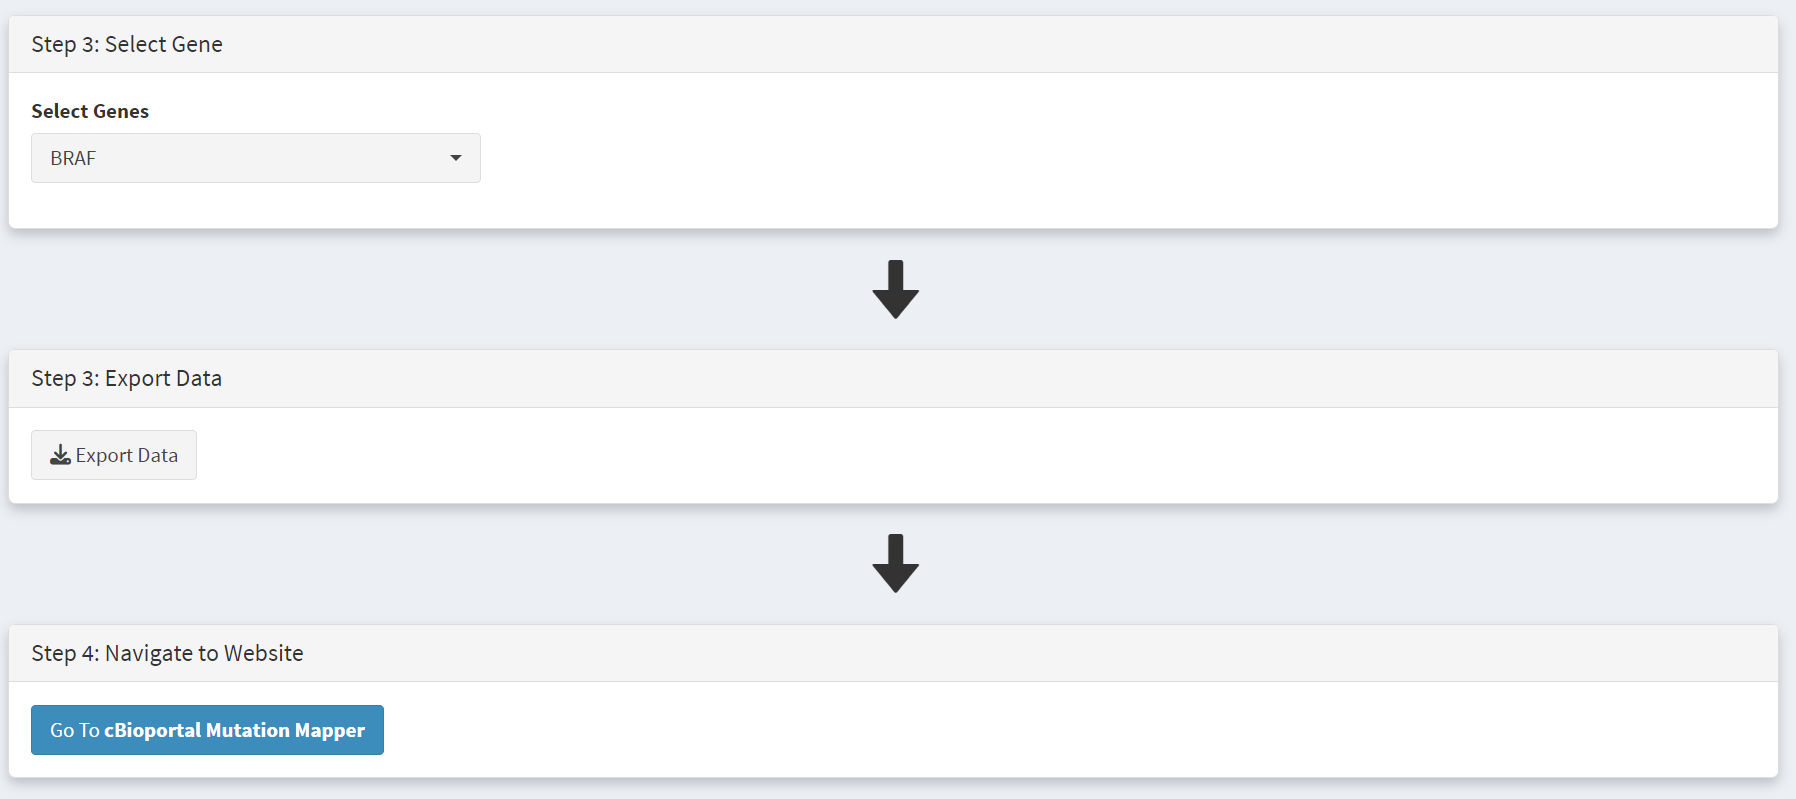 Step 3: Select Gene
Select Genes
BRAF
Step 3: Export Data
Export Data
Step 4: Navigate to Website
Go To cBioportal Mutation Mapper